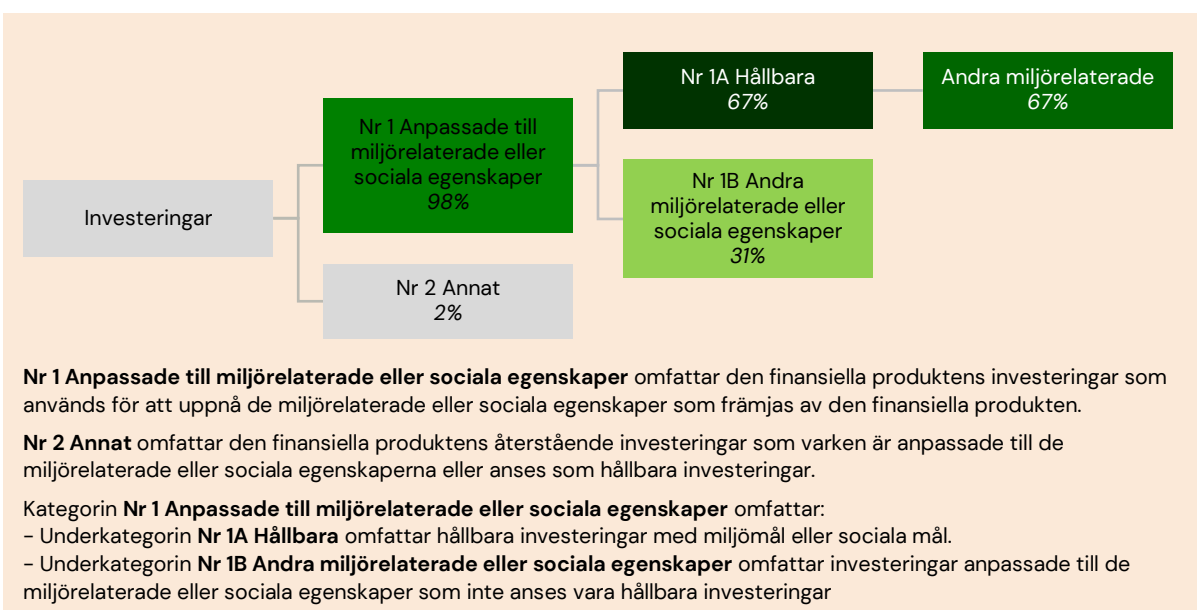 Investeringar
Nr 1 Anpassade till
miljörelaterade eller
sociala egenskaper
98%
Nr 2 Annat
2%
Nr 1A Hållbara
67%
Nr 1B Andra
miljörelaterade eller
sociala egenskaper
31%
Andra miljörelaterade
67%
Nr 1 Anpassade till miljörelaterade eller sociala egenskaper omfattar den finansiella produktens investeringar som
används för att uppnå de miljörelaterade eller sociala egenskaper som främjas av den finansiella produkten.
Nr 2 Annat omfattar den finansiella produktens återstående investeringar som varken är anpassade till de
miljörelaterade eller sociala egenskaperna eller anses som hållbara investeringar.
Kategorin Nr 1 Anpassade till miljörelaterade eller sociala egenskaper omfattar:
- Underkategorin Nr 1A Hållbara omfattar hållbara investeringar med miljömål eller sociala mål.
- Underkategorin Nr 1B Andra miljörelaterade eller sociala egenskaper omfattar investeringar anpassade till de
miljörelaterade eller sociala egenskaper som inte anses vara hållbara investeringar